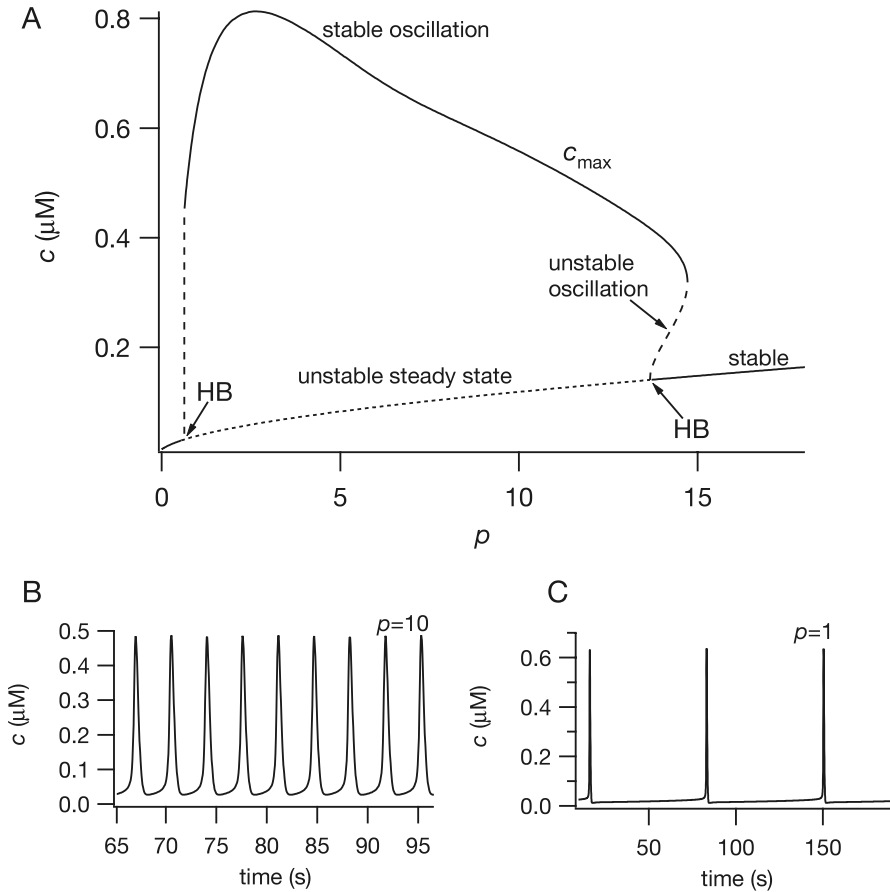 A
0.8
0.6
0.4
0.2
c (μM)
stable oscillation
cmax
unstable
oscillation
unstable steady state
stable
HB
HB
0 5 10 15
p
B
p=10
0.5
0.4
0.3
0.2
0.1
0.0
c (μM)
65 70 75 80 85 90 95
time (s)
C
p=1
0.6
0.4
0.2
0.0
c (μM)
50 100 150
time (s)